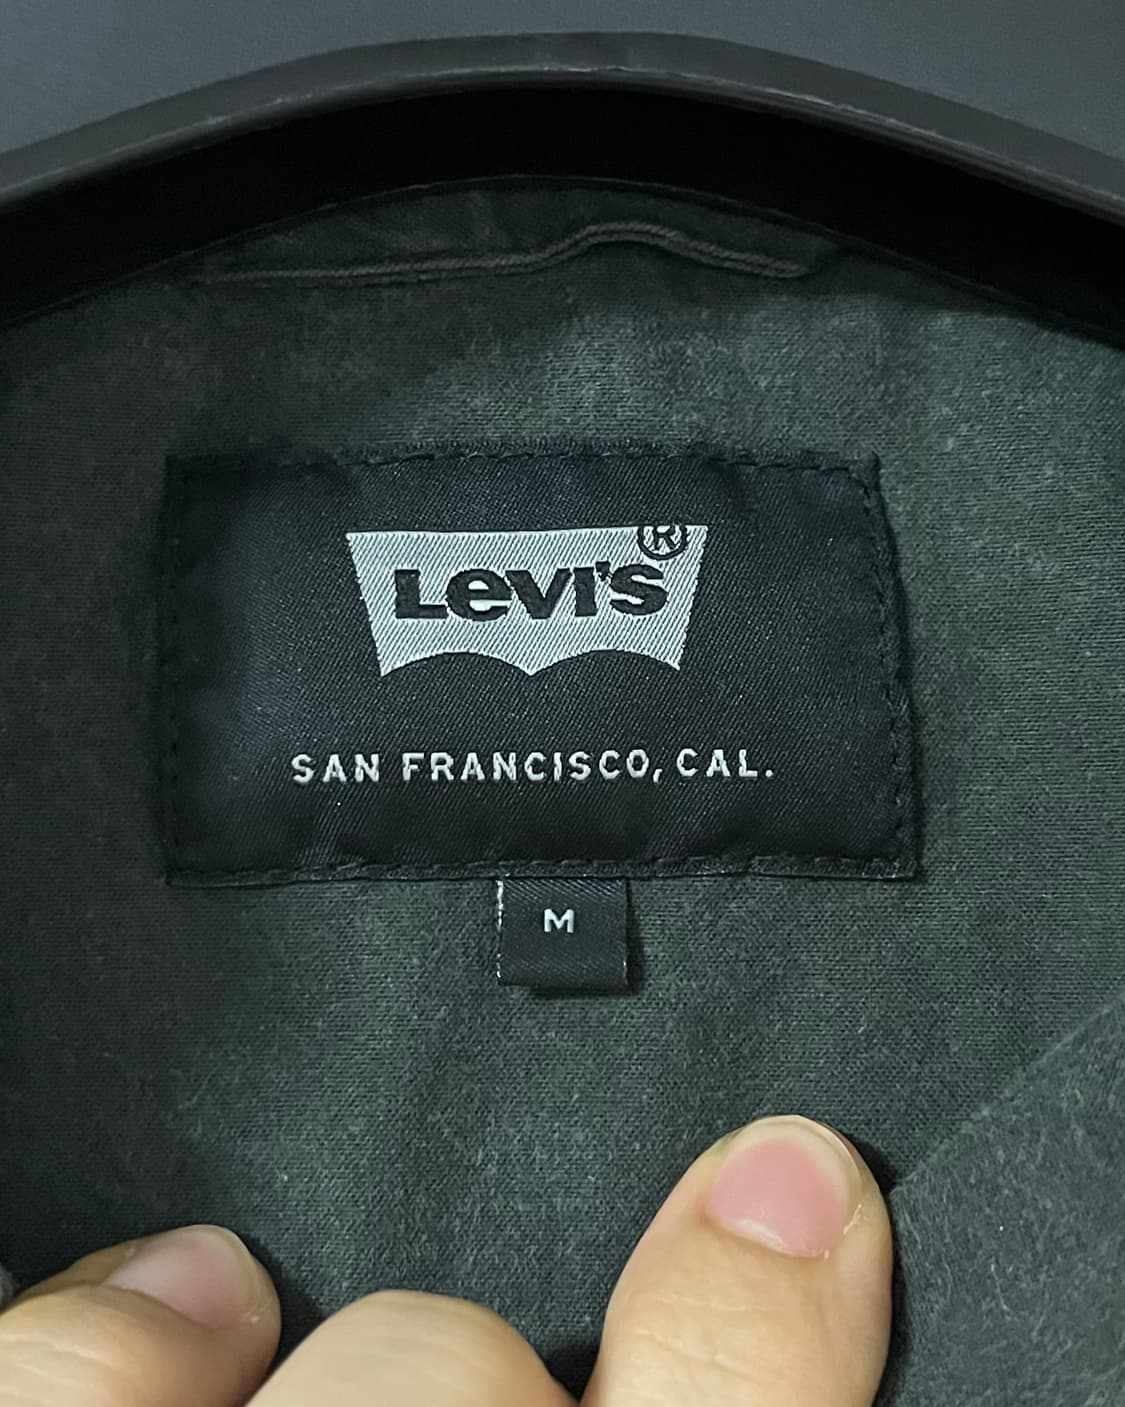 LEVI'S®
SAN FRANCISCO, CAL.
M